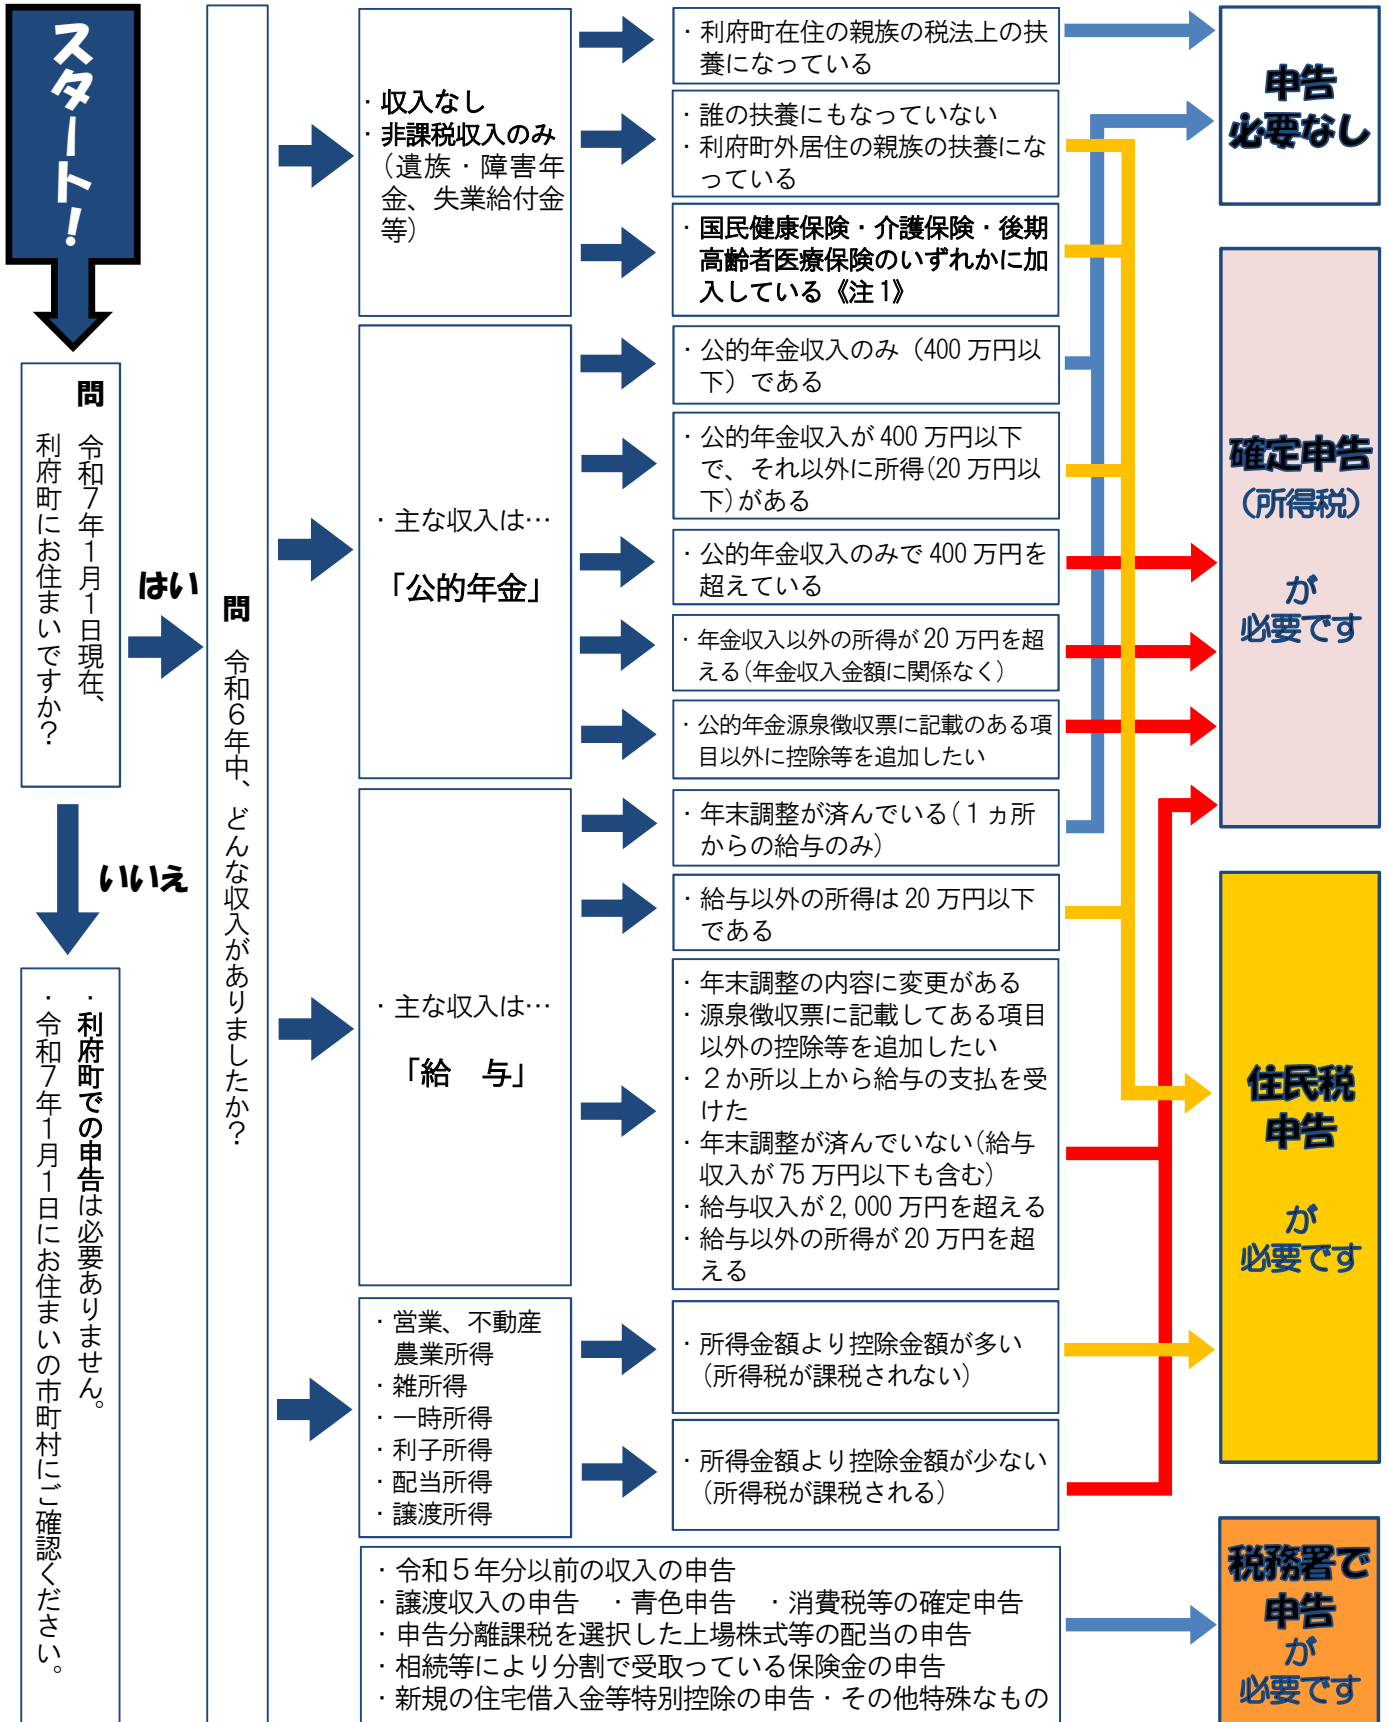 スタート！
問　令和７年１月１日現在、
利府町にお住まいですか？
はい
いいえ
・利府町での申告は必要ありません。
・令和７年１月１日にお住まいの市町村にご確認ください。
問　令和６年中、どんな収入がありましたか？
・収入なし
・非課税収入のみ
（遺族・障害年
金、失業給付金
等）
・利府町在住の親族の税法上の扶
養になっている
・誰の扶養にもなっていない
・利府町外居住の親族の扶養にな
っている
・国民健康保険・介護保険・後期
高齢者医療保険のいずれかに加
入している《注1》
・主な収入は…
「公的年金」
・公的年金収入のみ（400 万円以
下）である
・公的年金収入が 400 万円以下
で、それ以外に所得(20 万円以
下)がある
・公的年金収入のみで 400 万円を
超えている
・年金収入以外の所得が 20 万円を超
える(年金収入金額に関係なく)
・公的年金源泉徴収票に記載のある項
目以外に控除等を追加したい
・主な収入は…
「給　与」
・年末調整が済んでいる(１ヵ所
からの給与のみ)
・給与以外の所得は 20 万円以下
である
・年末調整の内容に変更がある
・源泉徴収票に記載してある項目
以外の控除等を追加したい
・２か所以上から給与の支払を受
けた
・年末調整が済んでいない(給与
収入が 75 万円以下も含む)
・給与収入が 2,000 万円を超える
・給与以外の所得が 20 万円を超
える
・営業、不動産
農業所得
・雑所得
・一時所得
・利子所得
・配当所得
・譲渡所得
・所得金額より控除金額が多い
（所得税が課税されない）
・所得金額より控除金額が少ない
（所得税が課税される）
・令和５年分以前の収入の申告
・譲渡収入の申告　・青色申告　・消費税等の確定申告
・申告分離課税を選択した上場株式等の配当の申告
・相続等により分割で受取っている保険金の申告
・新規の住宅借入金等特別控除の申告・その他特殊なもの
申告
必要なし
確定申告
（所得税）
が
必要です
住民税
申告
が
必要です
税務署で
申告
が
必要です